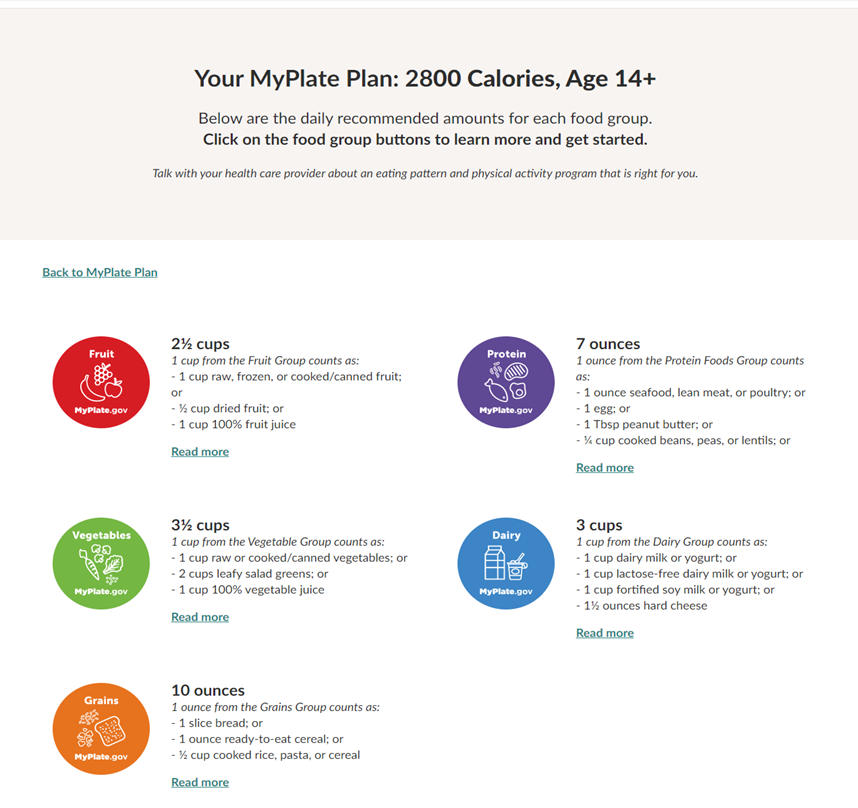 Your MyPlate Plan: 2800 Calories, Age 14+
Below are the daily recommended amounts for each food group.
Click on the food group buttons to learn more and get started.
Talk with your health care provider about an eating pattern and physical activity program that is right for you.
Back to MyPlate Plan
Fruit
MyPlate.gov
2½ cups
1 cup from the Fruit Group counts as:
- 1 cup raw, frozen, or cooked/canned fruit;
or
- ½ cup dried fruit; or
- 1 cup 100% fruit juice
Read more
Protein
MyPlate.gov
7 ounces
1 ounce from the Protein Foods Group counts
as:
- 1 ounce seafood, lean meat, or poultry; or
- 1 egg; or
- 1 Tbsp peanut butter; or
- ¼ cup cooked beans, peas, or lentils; or
Read more
Vegetables
MyPlate.gov
3½ cups
1 cup from the Vegetable Group counts as:
- 1 cup raw or cooked/canned vegetables; or
- 2 cups leafy salad greens; or
- 1 cup 100% vegetable juice
Read more
Dairy
MyPlate.gov
3 cups
1 cup from the Dairy Group counts as:
- 1 cup dairy milk or yogurt; or
- 1 cup lactose-free dairy milk or yogurt; or
- 1 cup fortified soy milk or yogurt; or
- 1½ ounces hard cheese
Read more
Grains
MyPlate.gov
10 ounces
1 ounce from the Grains Group counts as:
- 1 slice bread; or
- 1 ounce ready-to-eat cereal; or
- ½ cup cooked rice, pasta, or cereal
Read more